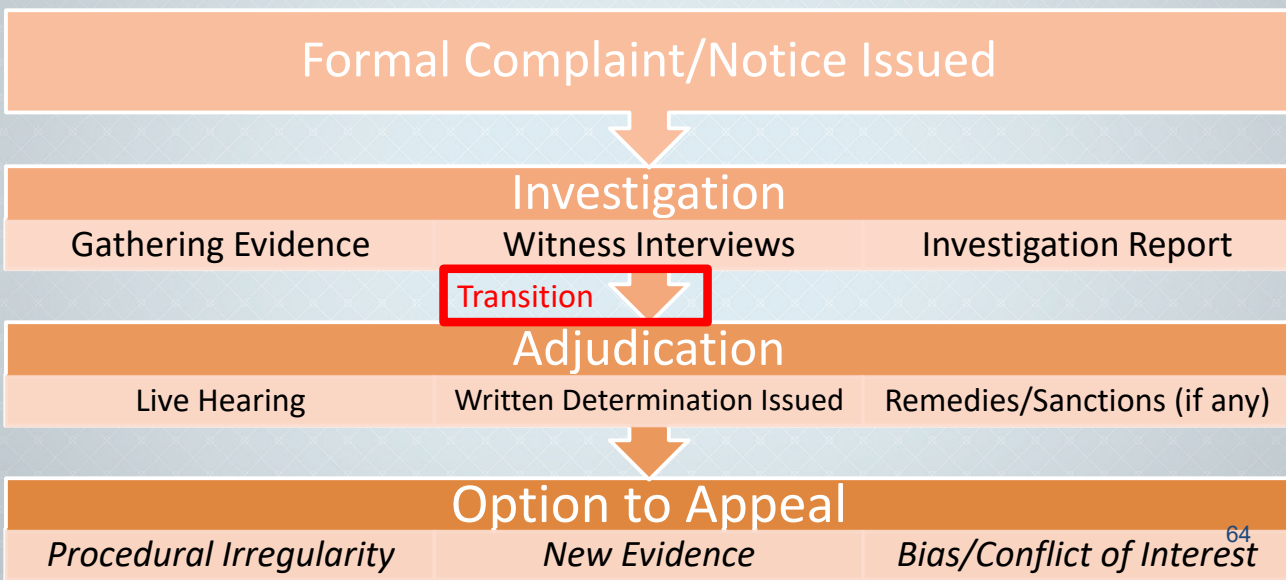 Formal Complaint/Notice Issued
Investigation
Gathering Evidence
Witness Interviews
Investigation Report
Transition
Adjudication
Live Hearing
Written Determination Issued
Remedies/Sanctions (if any)
Option to Appeal
Procedural Irregularity
New Evidence
Bias/Conflict of Interest
64